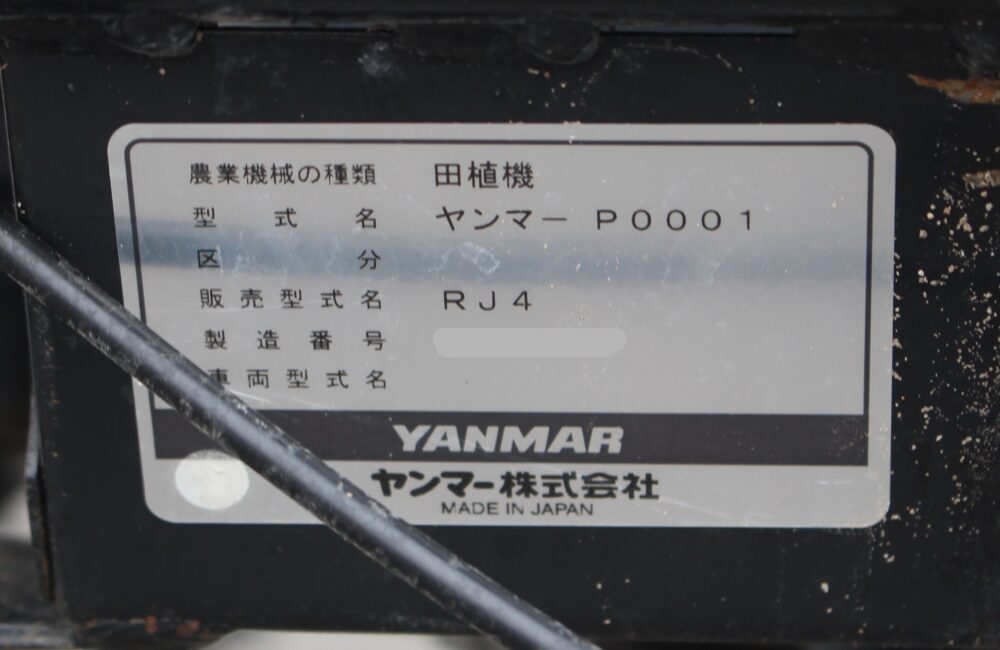 農業機械の種類 田植機
型式名 ヤンマー P0001
区分
販売型式名 RJ4
製造番号
車両型式名
YANMAR
ヤンマー株式会社
MADE IN JAPAN